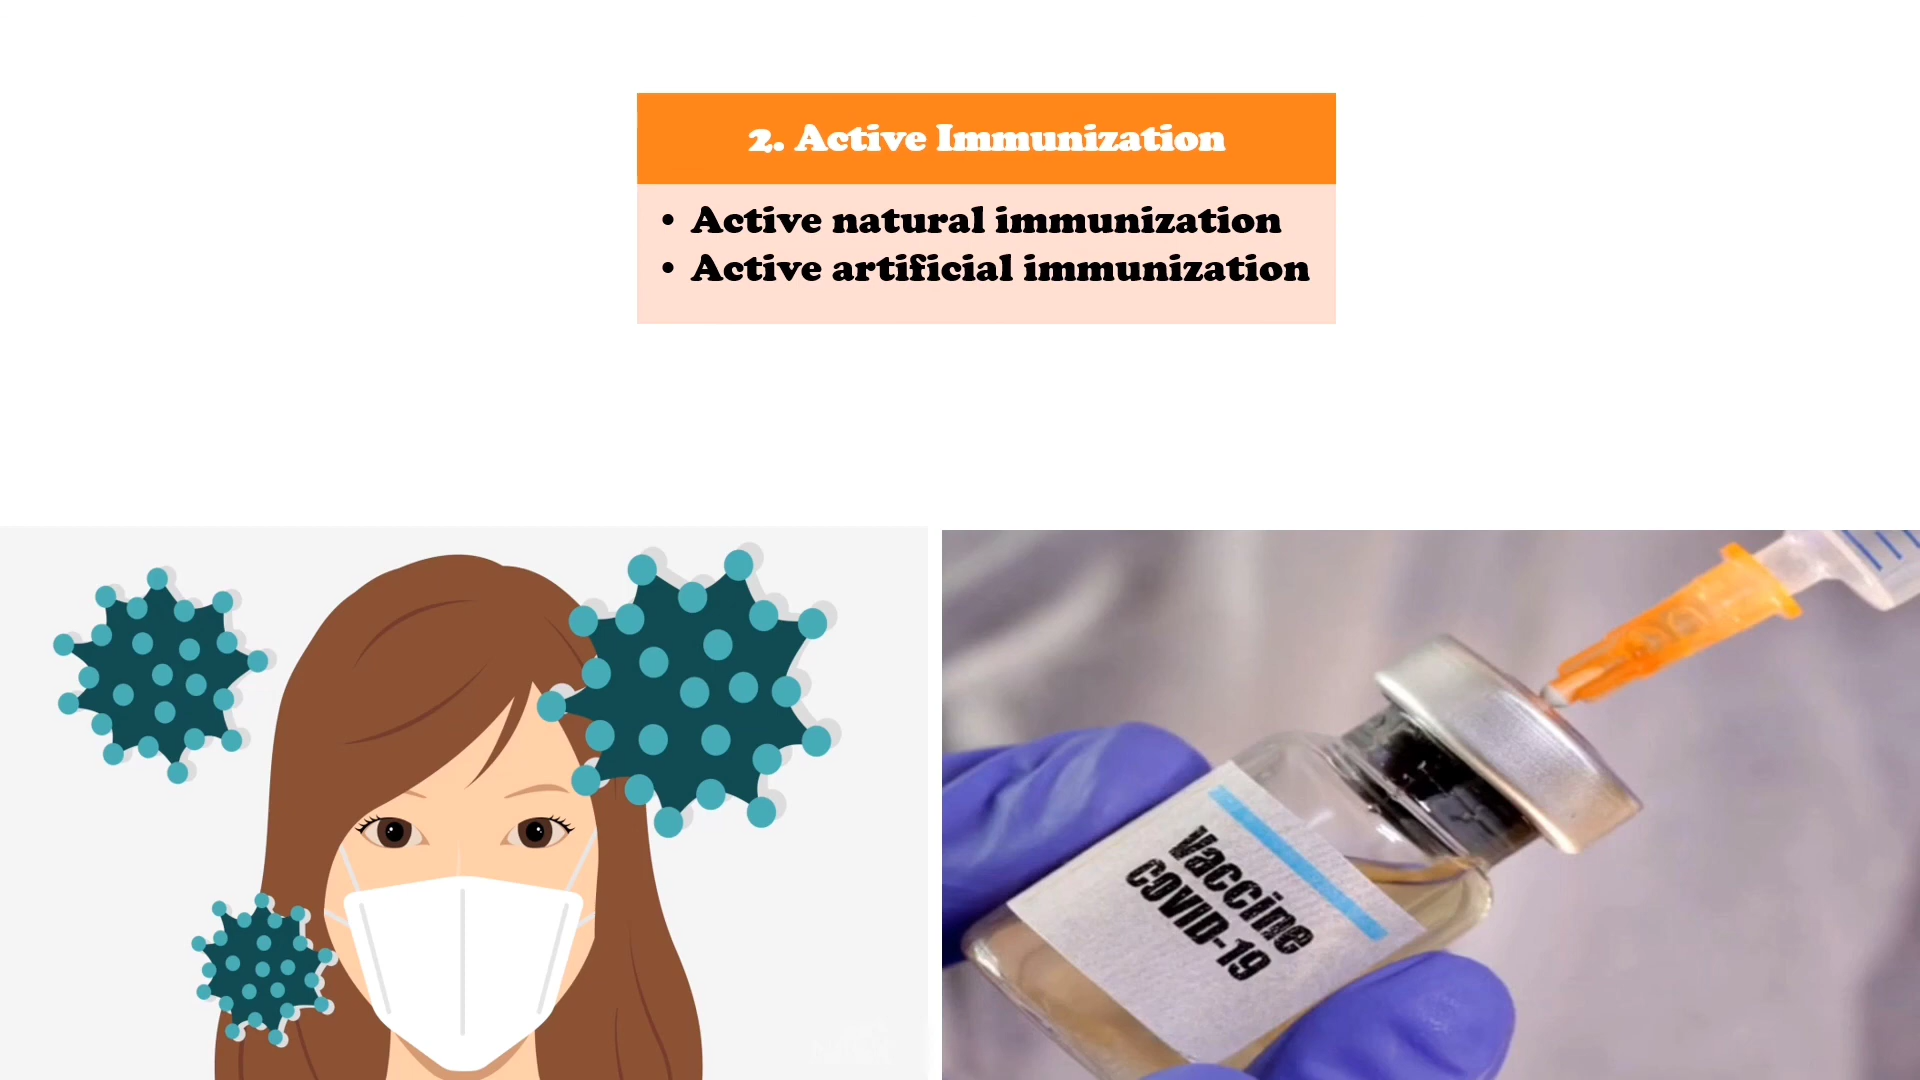 2. Active Immunization
• Active natural immunization
• Active artificial immunization
Vaccine
COVID-19